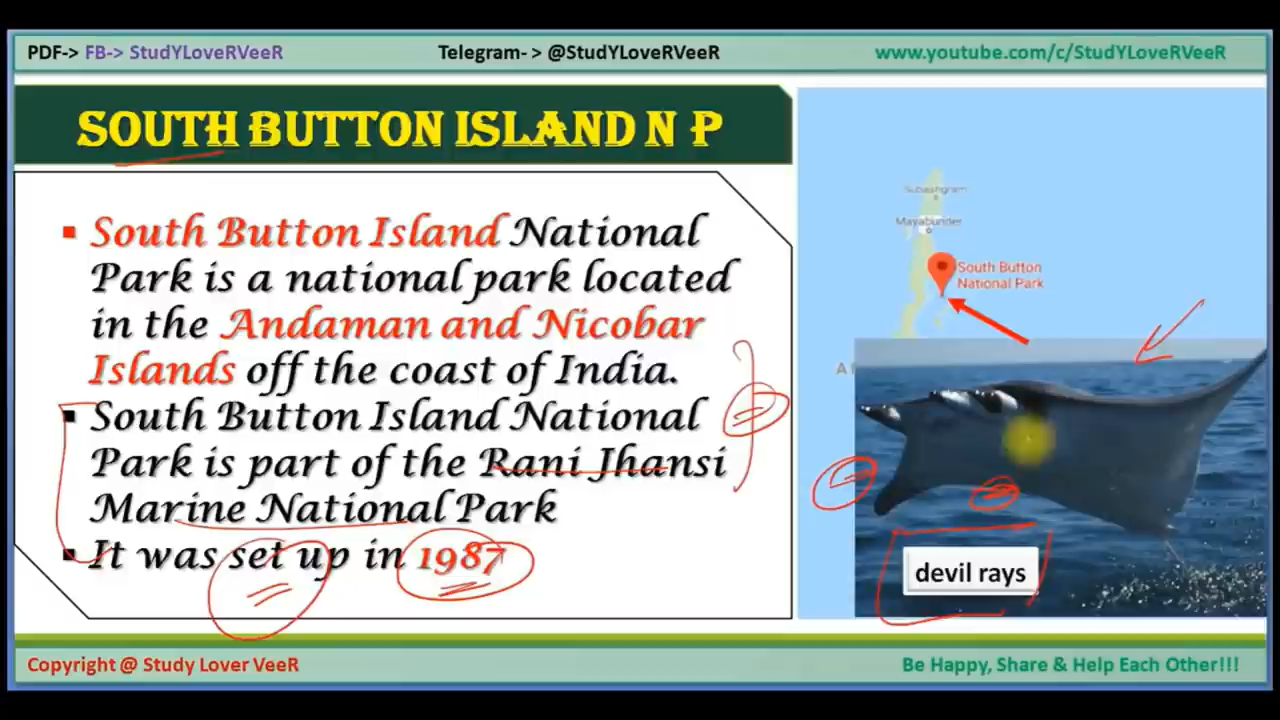 PDF-> FB-> StudYLoveRVeeR
Telegram- > @StudYLoveRVeeR
www.youtube.com/c/StudYLoveRVeeR
SOUTH BUTTON ISLAND N P
South Button Island National
Park is a national park located
in the Andaman and Nicobar
Islands off the coast of India.
South Button Island National
Park is part of the Rani Jhansi
Marine National Park
It was set up in 1987
Subashgram
Mayabunder
South Button
National Park
devil rays
Copyright @ Study Lover VeeR
Be Happy, Share & Help Each Other!!!